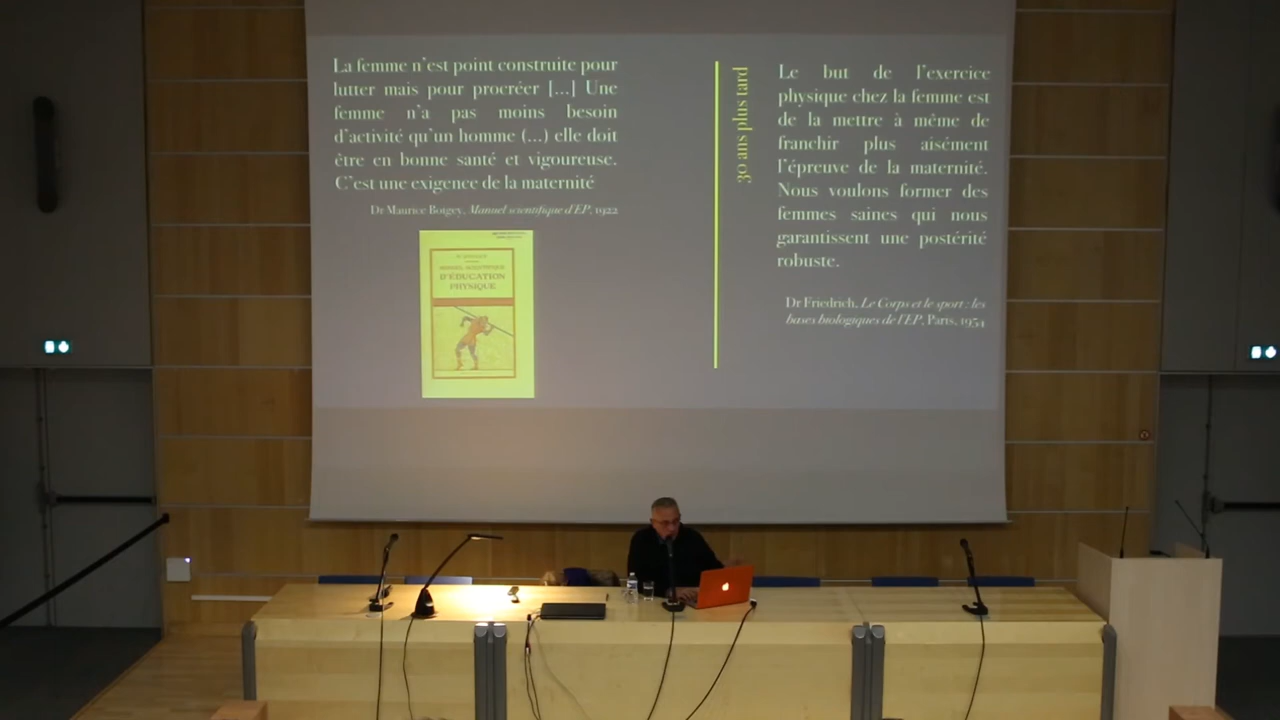 La femme n'est point construite pour
lutter mais pour procréer [...] Une
femme n'a pas moins besoin
d'activité qu'un homme (...) elle doit
être en bonne santé et vigoureuse.
C'est une exigence de la maternité
Dr Maurice Boigey, Manuel scientifique d'EP, 1922
MANUEL SCIENTIFIQUE
D'ÉDUCATION
PHYSIQUE
30 ans plus tard
Le but de l'exercice
physique chez la femme est
de la mettre à même de
franchir plus aisément
l'épreuve de la maternité.
Nous voulons former des
femmes saines qui nous
garantissent une postérité
robuste.
Dr Friedrich, Le Corps et le sport : les
bases biologiques de l'EP, Paris, 1954